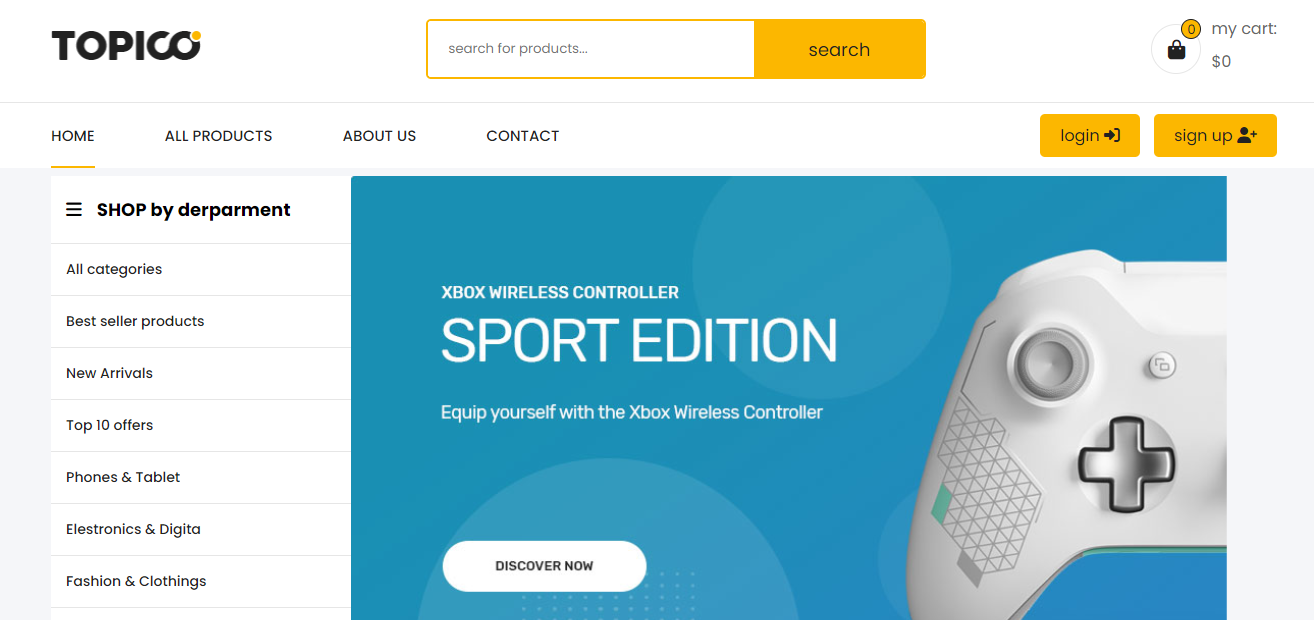 TOPICO
search for products...
search
0
my cart:
$0
HOME
ALL PRODUCTS
ABOUT US
CONTACT
login
sign up
SHOP by derparment
All categories
Best seller products
New Arrivals
Top 10 offers
Phones & Tablet
Elestronics & Digita
Fashion & Clothings
XBOX WIRELESS CONTROLLER
SPORT EDITION
Equip yourself with the Xbox Wireless Controller
DISCOVER NOW